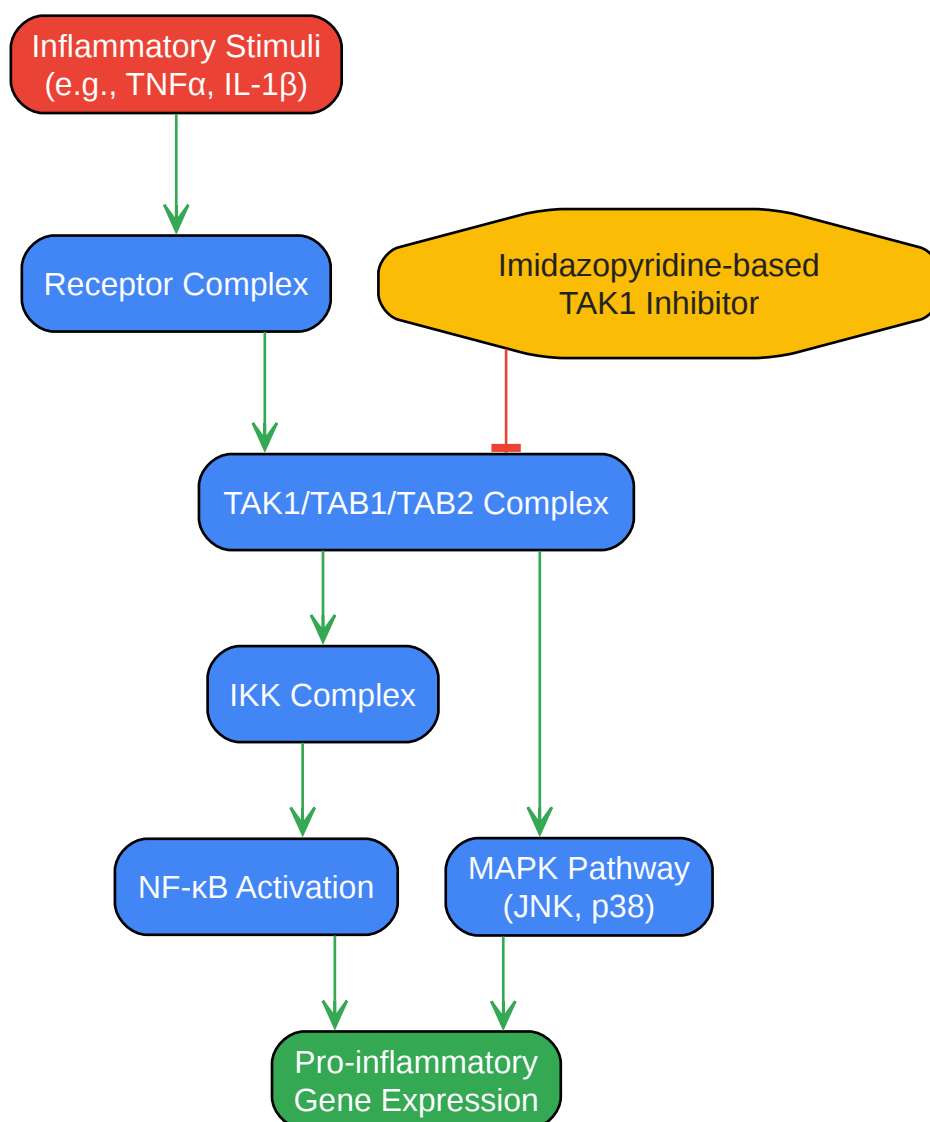 Inflammatory Stimuli
(e.g., TNFα, IL-1β)
Receptor Complex
Imidazopyridine-based
TAK1 Inhibitor
TAK1/TAB1/TAB2 Complex
IKK Complex
NF-κB Activation
MAPK Pathway
(JNK, p38)
Pro-inflammatory
Gene Expression